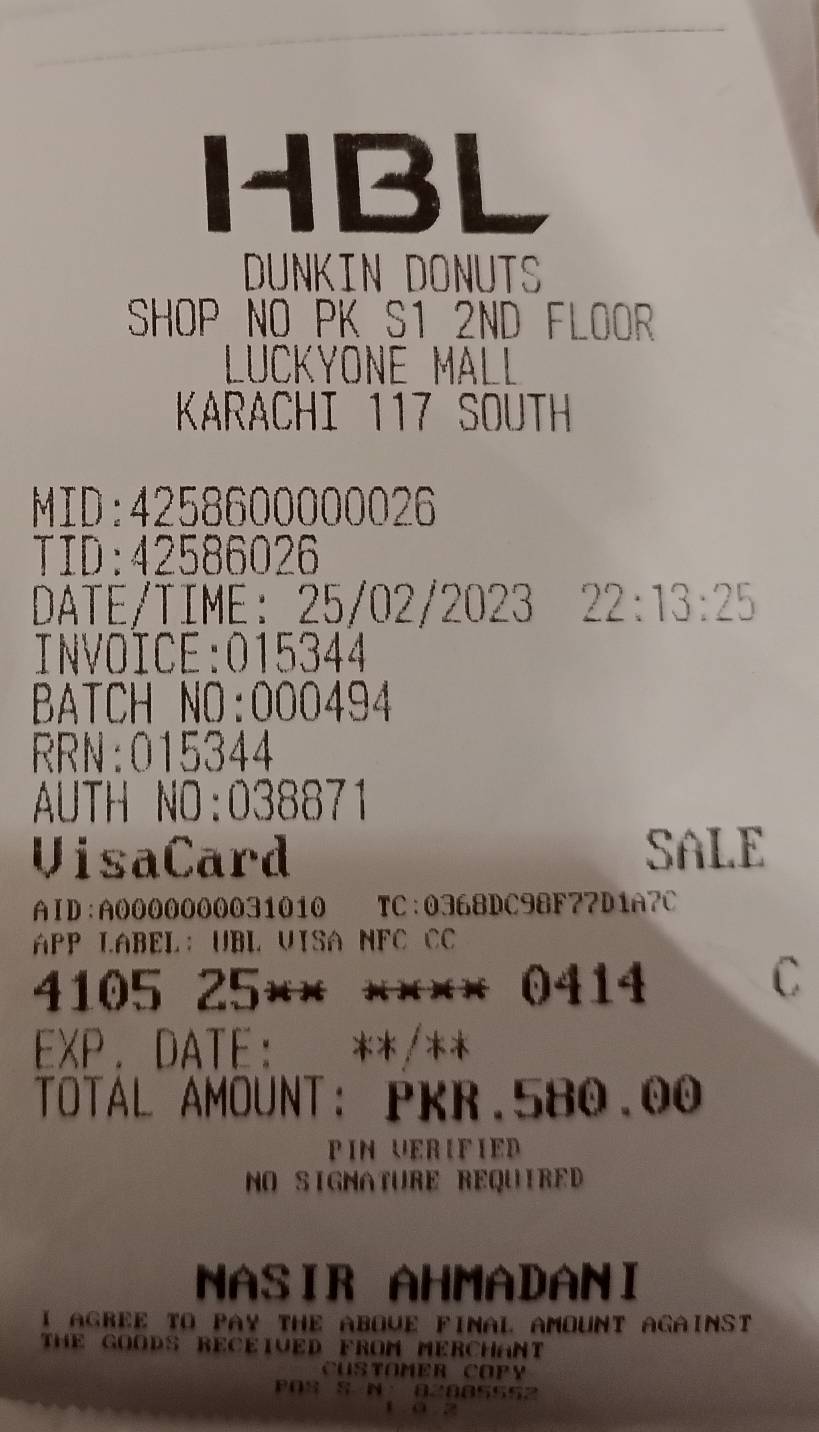 HBL
DUNKIN DONUTS
SHOP NO PK S1 2ND FLOOR
LUCKYONE MALL
KARACHI 117 SOUTH
MID:4258600000026
TID:42586026
DATE/TIME: 25/02/2023 22:13:25
INVOICE:015344
BATCH NO:000494
RRN:015344
AUTH NO:038871
VisaCard SALE
AID:A0000000031010 TC:0368DC98F77D1A7C
APP LABEL: UBL VISA NFC CC
4105 25** **** 0414 C
EXP. DATE: **/**
TOTAL AMOUNT: PKR.580.00
PIN VERIFIED
NO SIGNATURE REQUIRED
NASIR AHMADANI
I AGREE TO PAY THE ABOVE FINAL AMOUNT AGAINST
THE GOODS RECEIVED FROM MERCHANT
CUSTOMER COPY
POS S N:
1.0.2